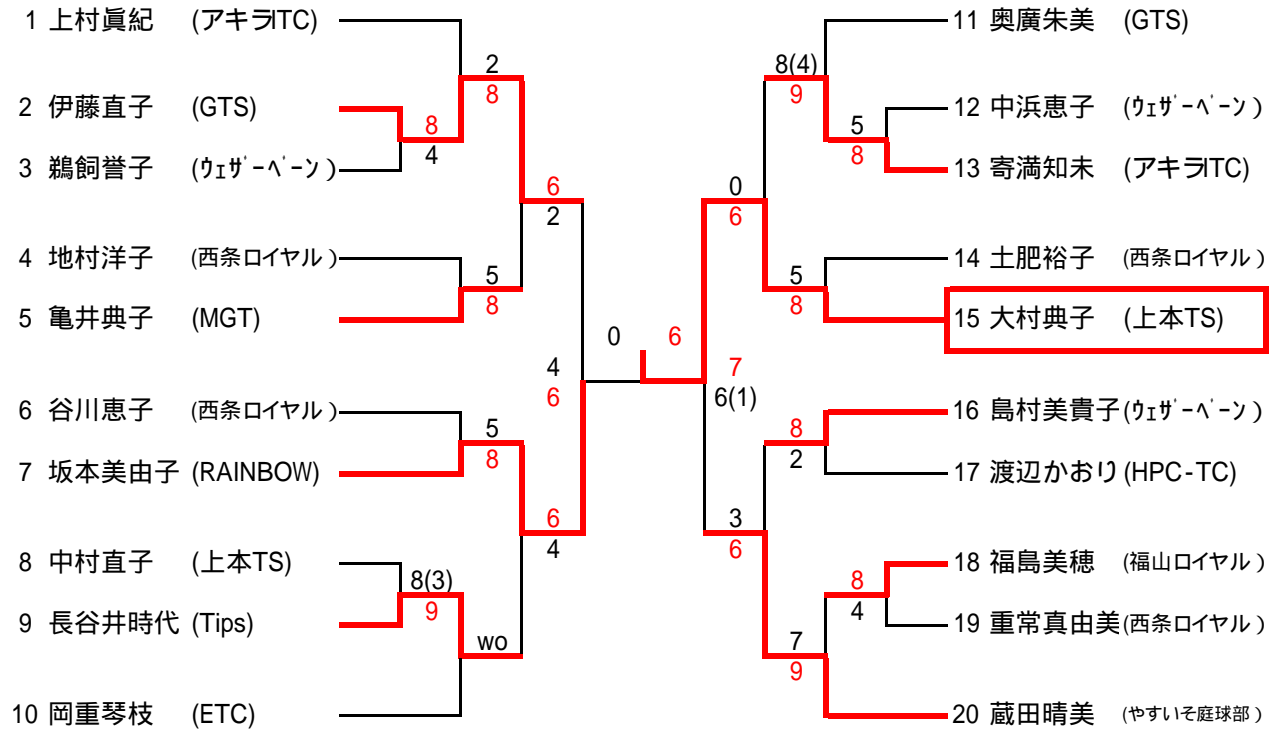 1 上村眞紀 (アキラITC)
2
8
2 伊藤直子 (GTS)
8
4
3 鵜飼誉子 (ウェザーベーン)
6
2
4 地村洋子 (西条ロイヤル)
5
8
5 亀井典子 (MGT)
4
6
6 谷川恵子 (西条ロイヤル)
5
8
7 坂本美由子 (RAINBOW)
6
4
8 中村直子 (上本TS)
8(3)
9
9 長谷井時代 (Tips)
wo
10 岡重琴枝 (ETC)
0 6
11 奥廣朱美 (GTS)
8(4)
9
12 中浜恵子 (ウェザーベーン)
5
8
13 寄満知未 (アキラITC)
0
6
14 土肥裕子 (西条ロイヤル)
5
8
15 大村典子 (上本TS)
7
6(1)
16 島村美貴子 (ウェザーベーン)
8
2
17 渡辺かおり (HPC-TC)
3
6
18 福島美穂 (福山ロイヤル)
8
4
19 重常真由美 (西条ロイヤル)
7
9
20 蔵田晴美 (やすいそ庭球部)